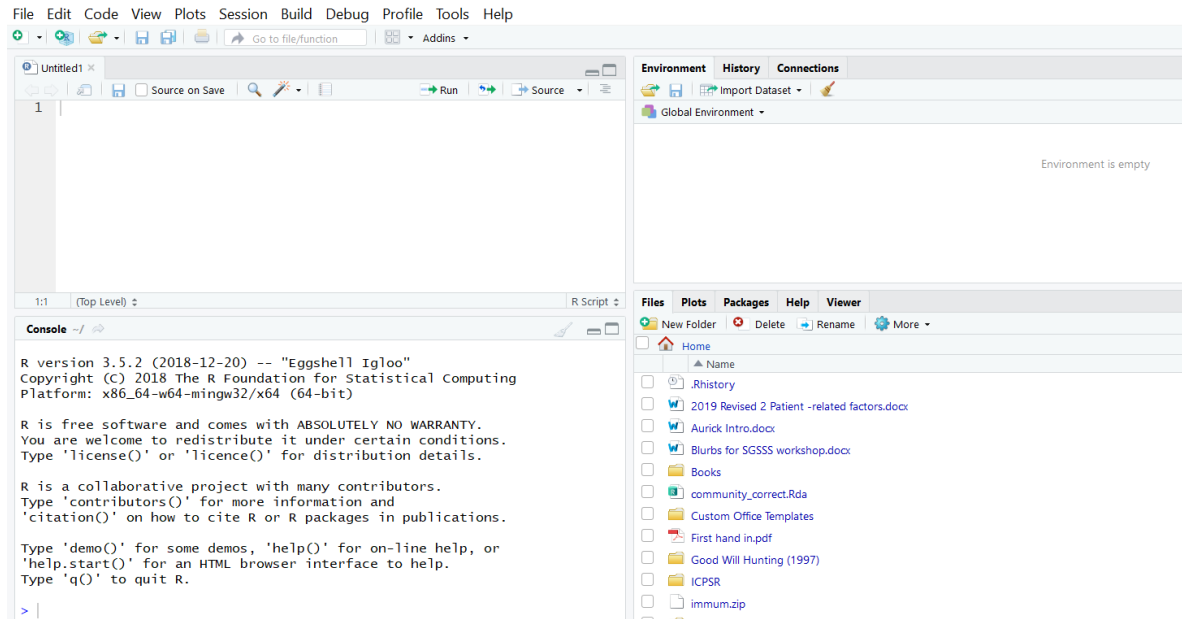 File Edit Code View Plots Session Build Debug Profile Tools Help
Go to file/function Addins
Untitled1
Source on Save Run Source
1
1:1 (Top Level) R Script
Console ~/
R version 3.5.2 (2018-12-20) -- "Eggshell Igloo"
Copyright (C) 2018 The R Foundation for Statistical Computing
Platform: x86_64-w64-mingw32/x64 (64-bit)
R is free software and comes with ABSOLUTELY NO WARRANTY.
You are welcome to redistribute it under certain conditions.
Type 'license()' or 'licence()' for distribution details.
R is a collaborative project with many contributors.
Type 'contributors()' for more information and
'citation()' on how to cite R or R packages in publications.
Type 'demo()' for some demos, 'help()' for on-line help, or
'help.start()' for an HTML browser interface to help.
Type 'q()' to quit R.
>
Environment History Connections
Import Dataset
Global Environment
Environment is empty
Files Plots Packages Help Viewer
New Folder Delete Rename More
Home
Name
.Rhistory
2019 Revised 2 Patient -related factors.docx
Aurick Intro.docx
Blurbs for SGSSS workshop.docx
Books
community_correct.Rda
Custom Office Templates
First hand in.pdf
Good Will Hunting (1997)
ICPSR
immum.zip